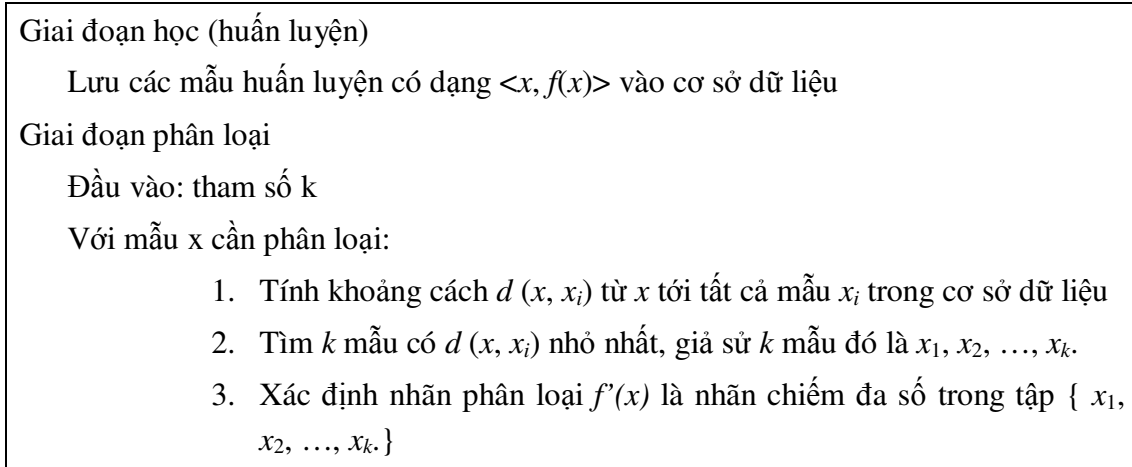 Giai đoạn học (huấn luyện)
Lưu các mẫu huấn luyện có dạng <x, f(x)> vào cơ sở dữ liệu
Giai đoạn phân loại
Đầu vào: tham số k
Với mẫu x cần phân loại:
1. Tính khoảng cách d (x, xi) từ x tới tất cả mẫu xi trong cơ sở dữ liệu
2. Tìm k mẫu có d (x, xi) nhỏ nhất, giả sử k mẫu đó là x1, x2, …, xk.
3. Xác định nhãn phân loại f’(x) là nhãn chiếm đa số trong tập { x1,
x2, …, xk.}